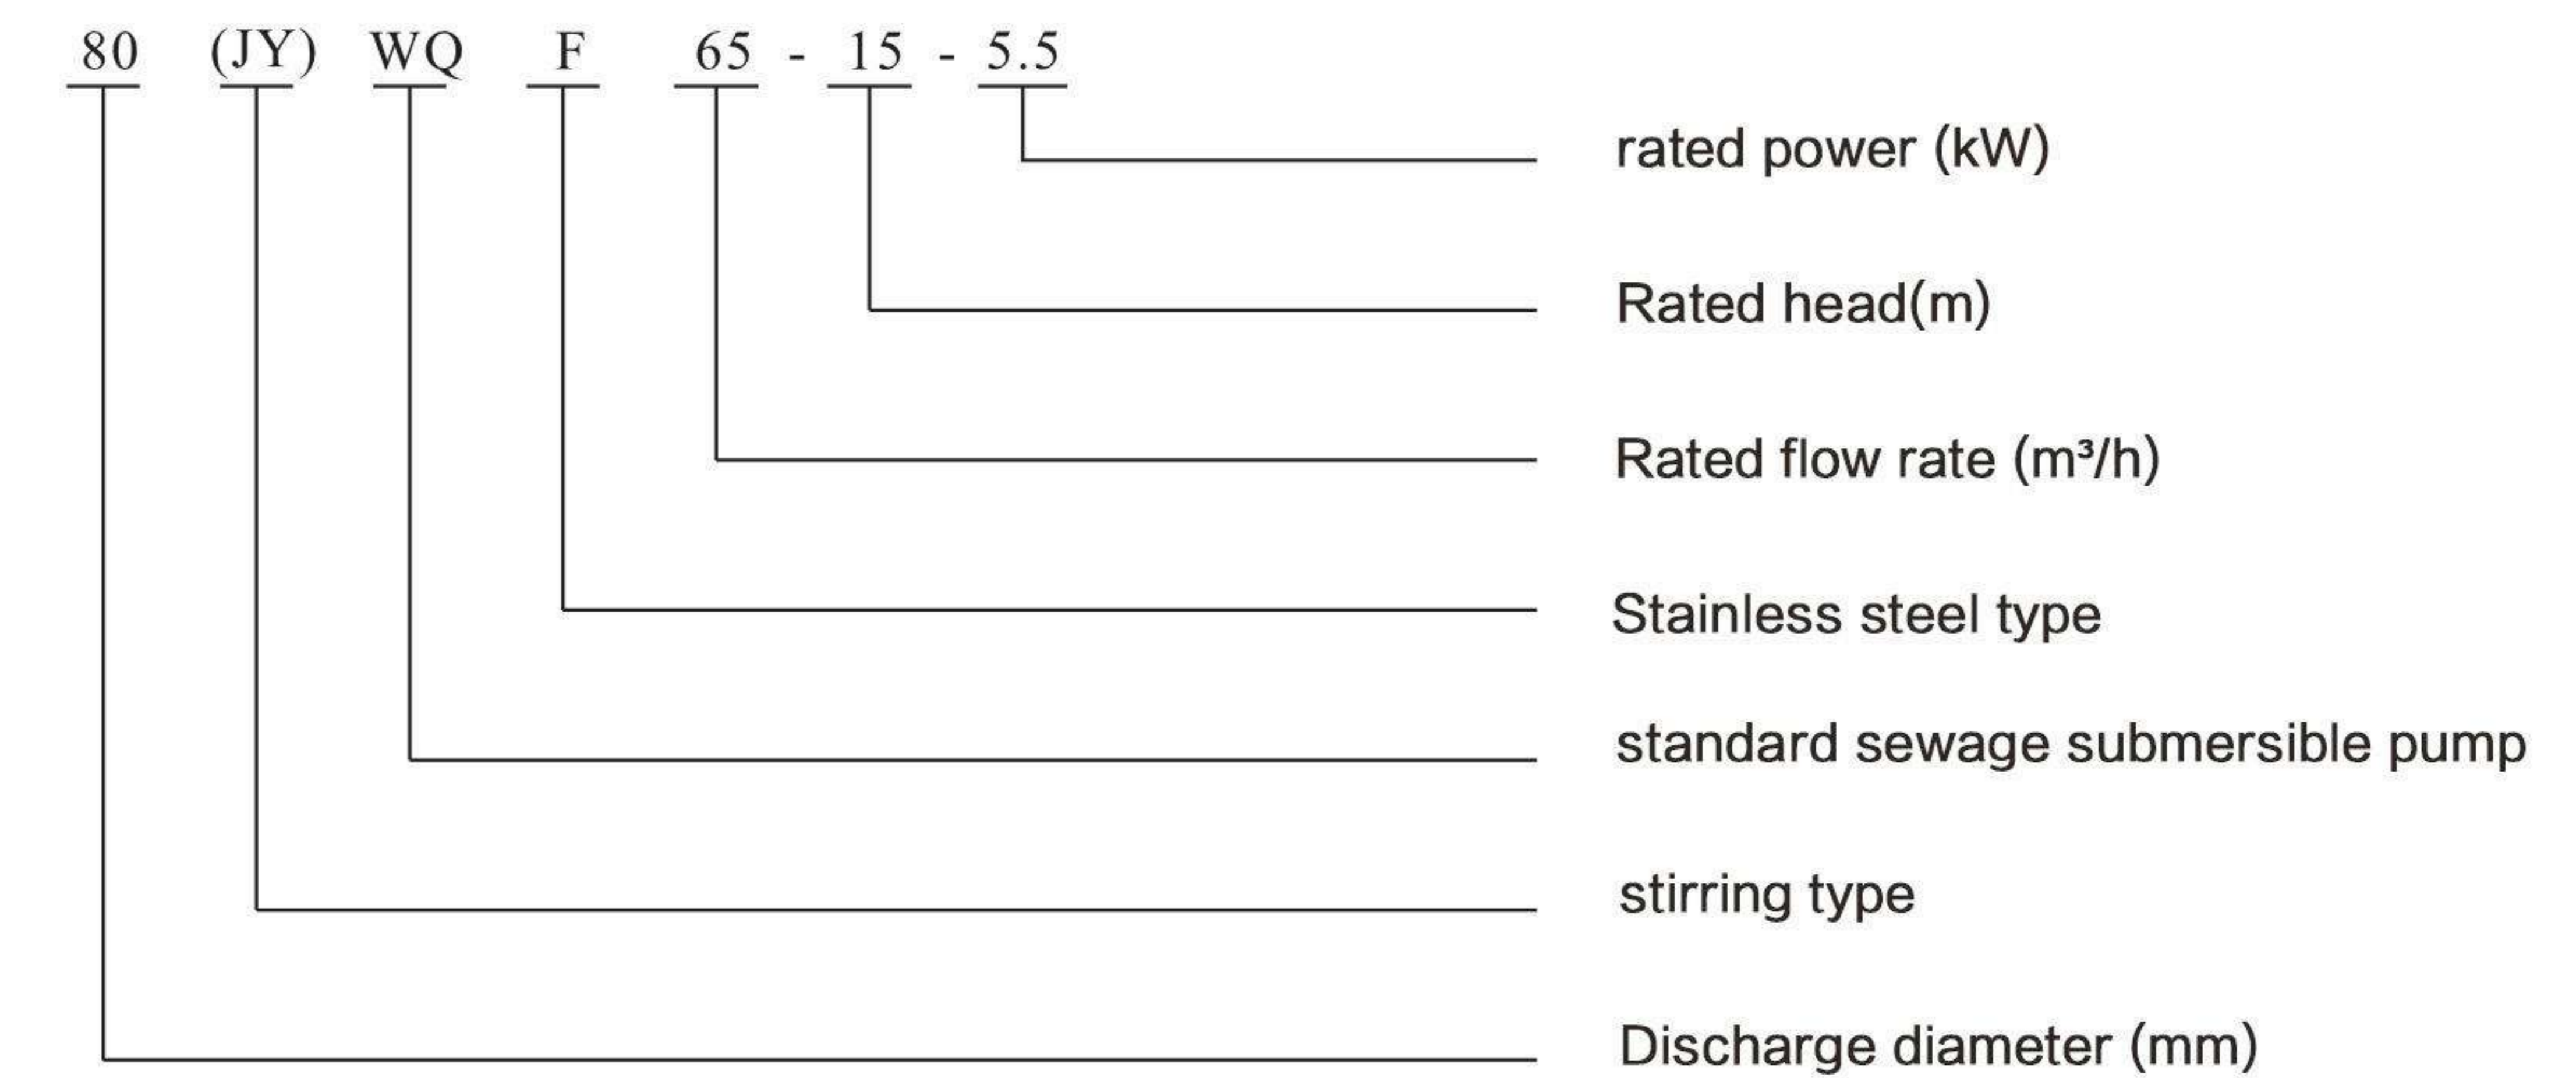 80 (JY) WQ F 65 - 15 - 5.5
rated power (kW)
Rated head(m)
Rated flow rate (m³/h)
Stainless steel type
standard sewage submersible pump
stirring type
Discharge diameter (mm)